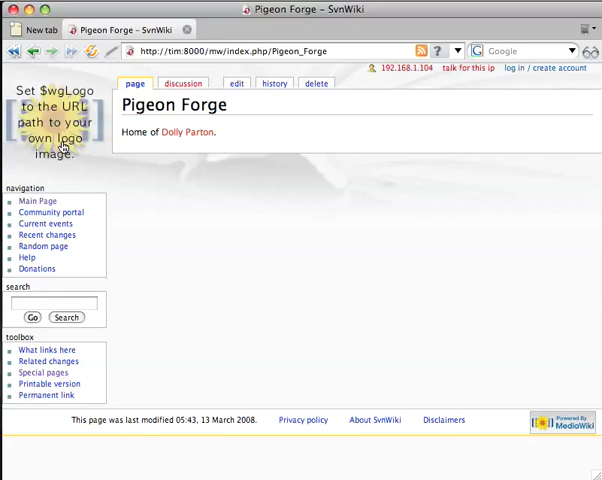 Pigeon Forge - SvnWiki
New tab
Pigeon Forge - SvnWiki
http://tim:8000/mw/index.php/Pigeon_Forge
?
Google
192.168.1.104 talk for this ip log in / create account
Set $wgLogo
to the URL
path to your
own logo
image.
page discussion edit history delete
Pigeon Forge
Home of Dolly Parton.
navigation
Main Page
Community portal
Current events
Recent changes
Random page
Help
Donations
search
Go Search
toolbox
What links here
Related changes
Special pages
Printable version
Permanent link
This page was last modified 05:43, 13 March 2008. Privacy policy About SvnWiki Disclaimers
Powered By
MediaWiki